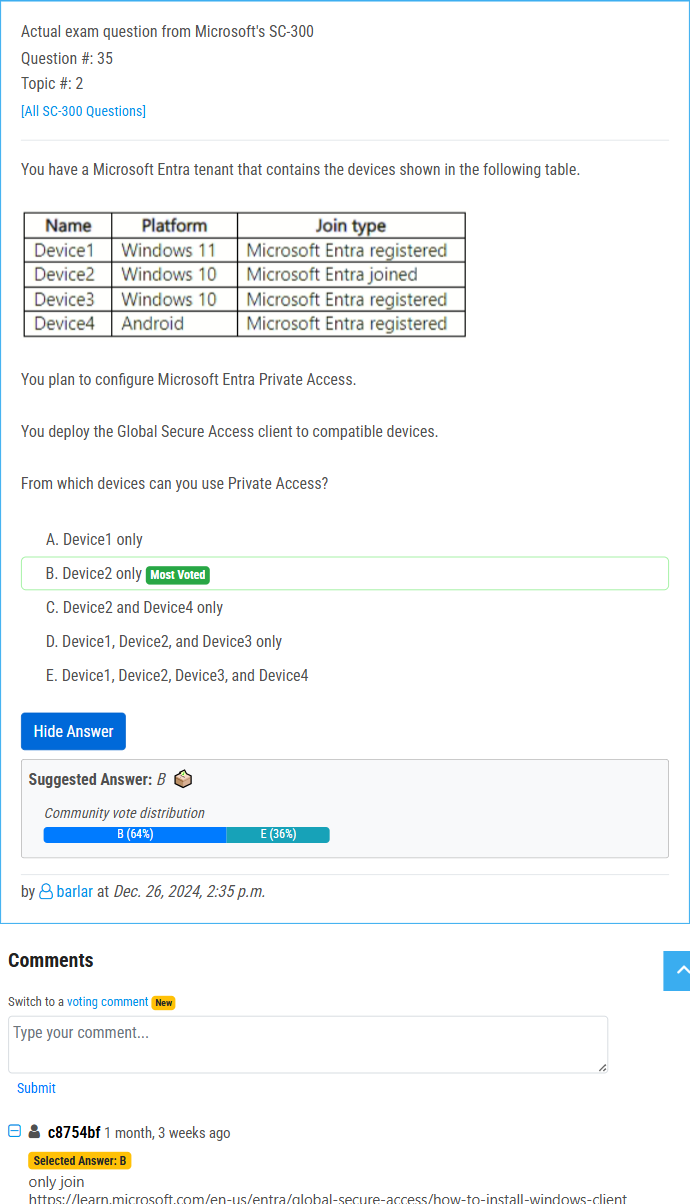 Actual exam question from Microsoft's SC-300
Question #: 35
Topic #: 2
[All SC-300 Questions]
You have a Microsoft Entra tenant that contains the devices shown in the following table.
Name Platform Join type
Device1 Windows 11 Microsoft Entra registered
Device2 Windows 10 Microsoft Entra joined
Device3 Windows 10 Microsoft Entra registered
Device4 Android Microsoft Entra registered
You plan to configure Microsoft Entra Private Access.
You deploy the Global Secure Access client to compatible devices.
From which devices can you use Private Access?
A. Device1 only
B. Device2 only Most Voted
C. Device2 and Device4 only
D. Device1, Device2, and Device3 only
E. Device1, Device2, Device3, and Device4
Hide Answer
Suggested Answer: B
Community vote distribution
B (64%) E (36%)
by barlar at Dec. 26, 2024, 2:35 p.m.
Comments
Switch to a voting comment New
Type your comment...
Submit
c8754bf 1 month, 3 weeks ago
Selected Answer: B
only join
https://learn.microsoft.com/en-us/entra/global-secure-access/how-to-install-windows-client